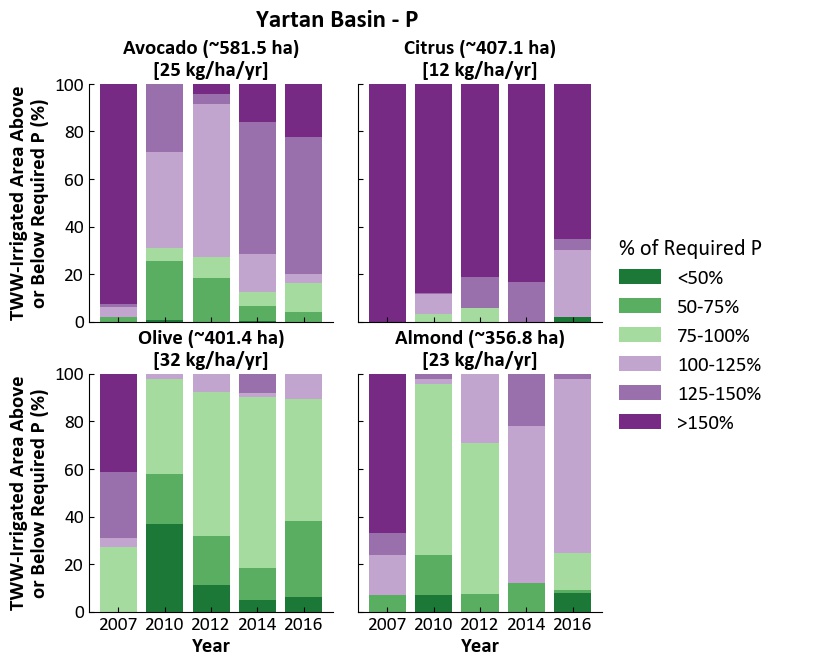 Yartan Basin - P
Avocado (~581.5 ha)
[25 kg/ha/yr]
Citrus (~407.1 ha)
[12 kg/ha/yr]
TWW-Irrigated Area Above
or Below Required P (%)
100
80
60
40
20
0
Olive (~401.4 ha)
[32 kg/ha/yr]
Almond (~356.8 ha)
[23 kg/ha/yr]
TWW-Irrigated Area Above
or Below Required P (%)
100
80
60
40
20
0
2007 2010 2012 2014 2016
Year
2007 2010 2012 2014 2016
Year
% of Required P
<50%
50-75%
75-100%
100-125%
125-150%
>150%